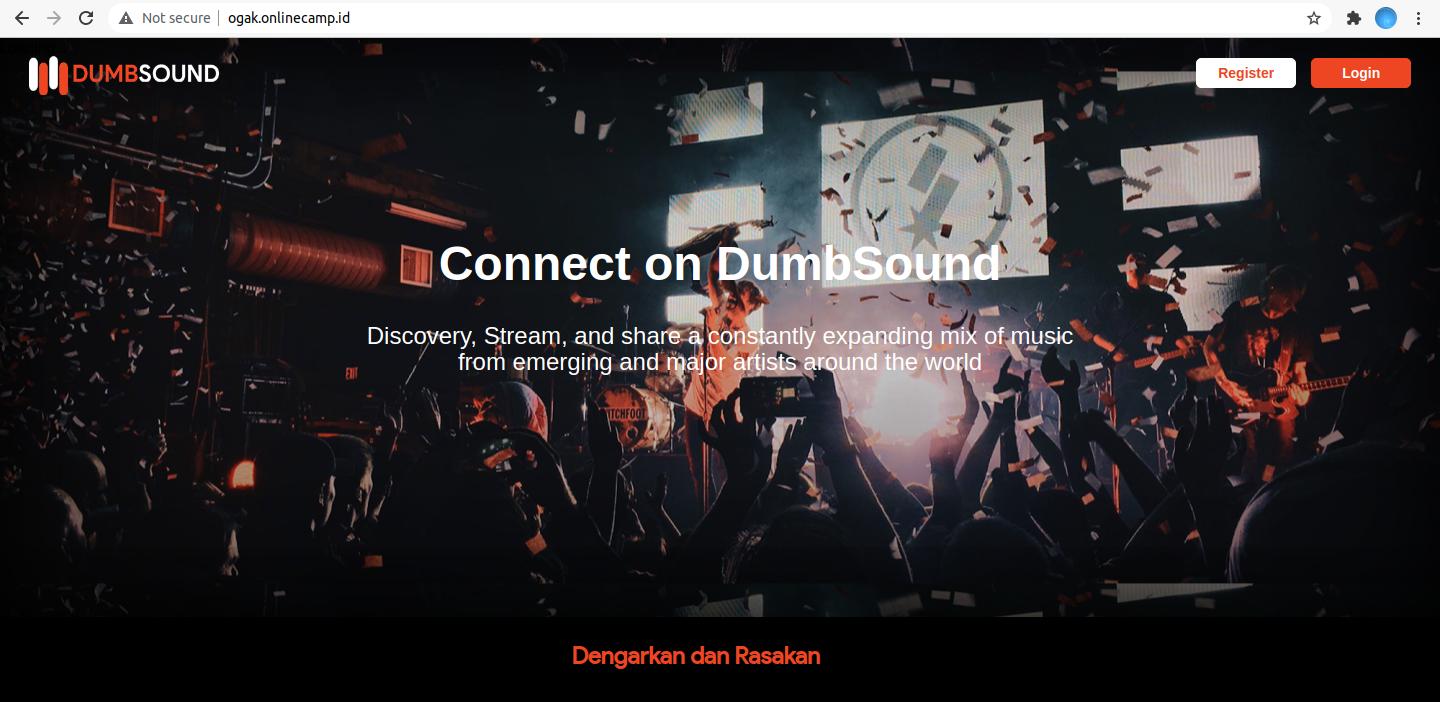 Not secure
ogak.onlinecamp.id
DUMBSOUND
Register
Login
Connect on DumbSound
Discovery, Stream, and share a constantly expanding mix of music
from emerging and major artists around the world
EXIT
Dengarkan dan Rasakan